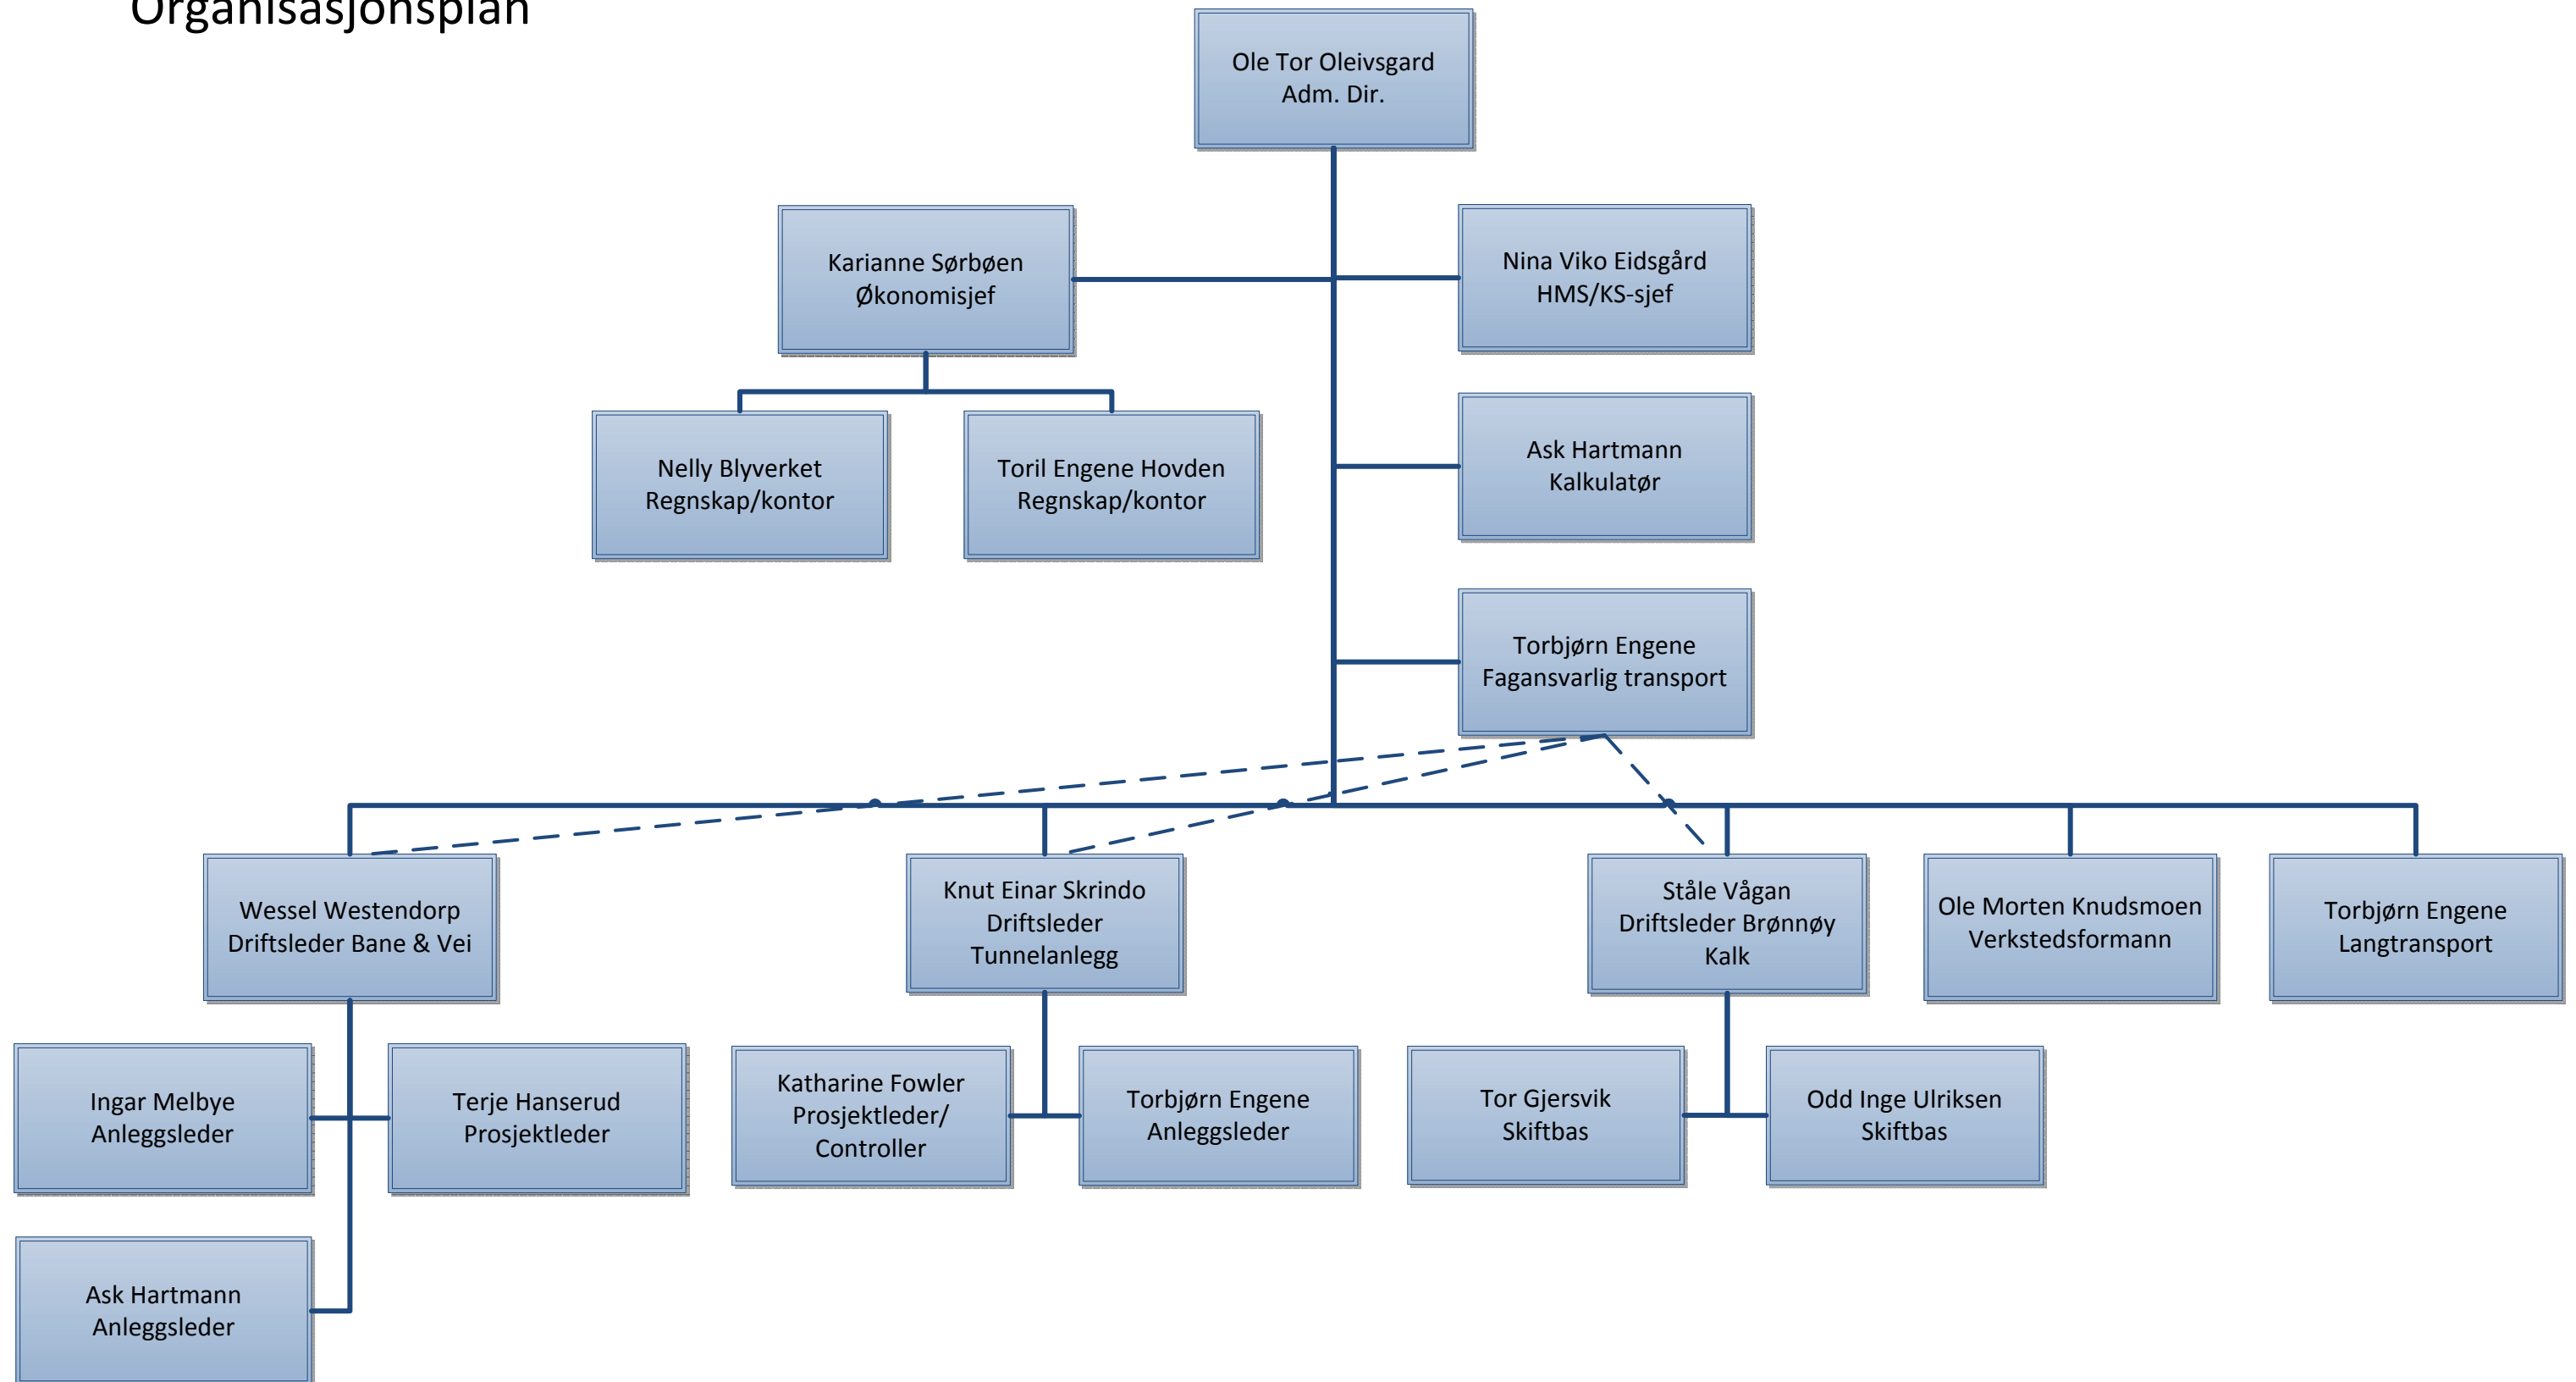 Organisasjonsplan
Ole Tor Oleivsgard
Adm. Dir.
Karianne Sørbøen
Økonomisjef
Nina Viko Eidsgård
HMS/KS-sjef
Nelly Blyverket
Regnskap/kontor
Toril Engene Hovden
Regnskap/kontor
Ask Hartmann
Kalkulatør
Torbjørn Engene
Fagansvarlig transport
Wessel Westendorp
Driftsleder Bane & Vei
Knut Einar Skrindo
Driftsleder
Tunnelanlegg
Ståle Vågan
Driftsleder Brønnøy
Kalk
Ole Morten Knudsmoen
Verkstedsformann
Torbjørn Engene
Langtransport
Ingar Melbye
Anleggsleder
Terje Hanserud
Prosjektleder
Katharine Fowler
Prosjektleder/
Controller
Torbjørn Engene
Anleggsleder
Tor Gjersvik
Skiftbas
Odd Inge Ulriksen
Skiftbas
Ask Hartmann
Anleggsleder